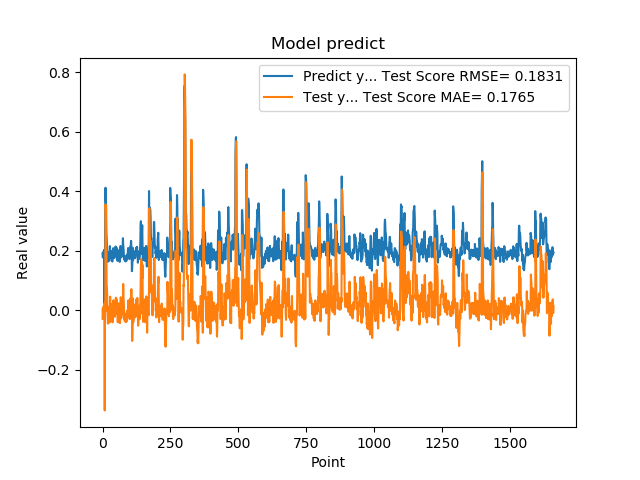 Model predict
Predict y... Test Score RMSE= 0.1831
Test y... Test Score MAE= 0.1765
Real value
0.8
0.6
0.4
0.2
0.0
−0.2
0 250 500 750 1000 1250 1500
Point